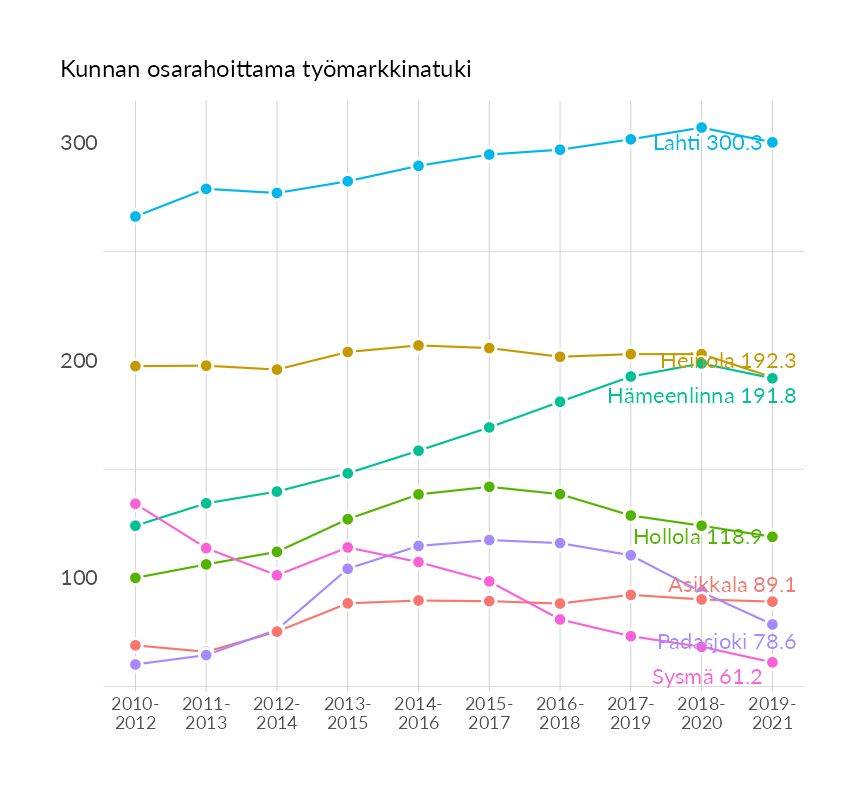 Kunnan osarahoittama työmarkkinatuki
300
Lahti 300.3
200
Heinola 192.3
Hämeenlinna 191.8
Hollola 118.9
100
Asikkala 89.1
Padasjoki 78.6
Sysmä 61.2
2010- 2011- 2012- 2013- 2014- 2015- 2016- 2017- 2018- 2019-
2012 2013 2014 2015 2016 2017 2018 2019 2020 2021